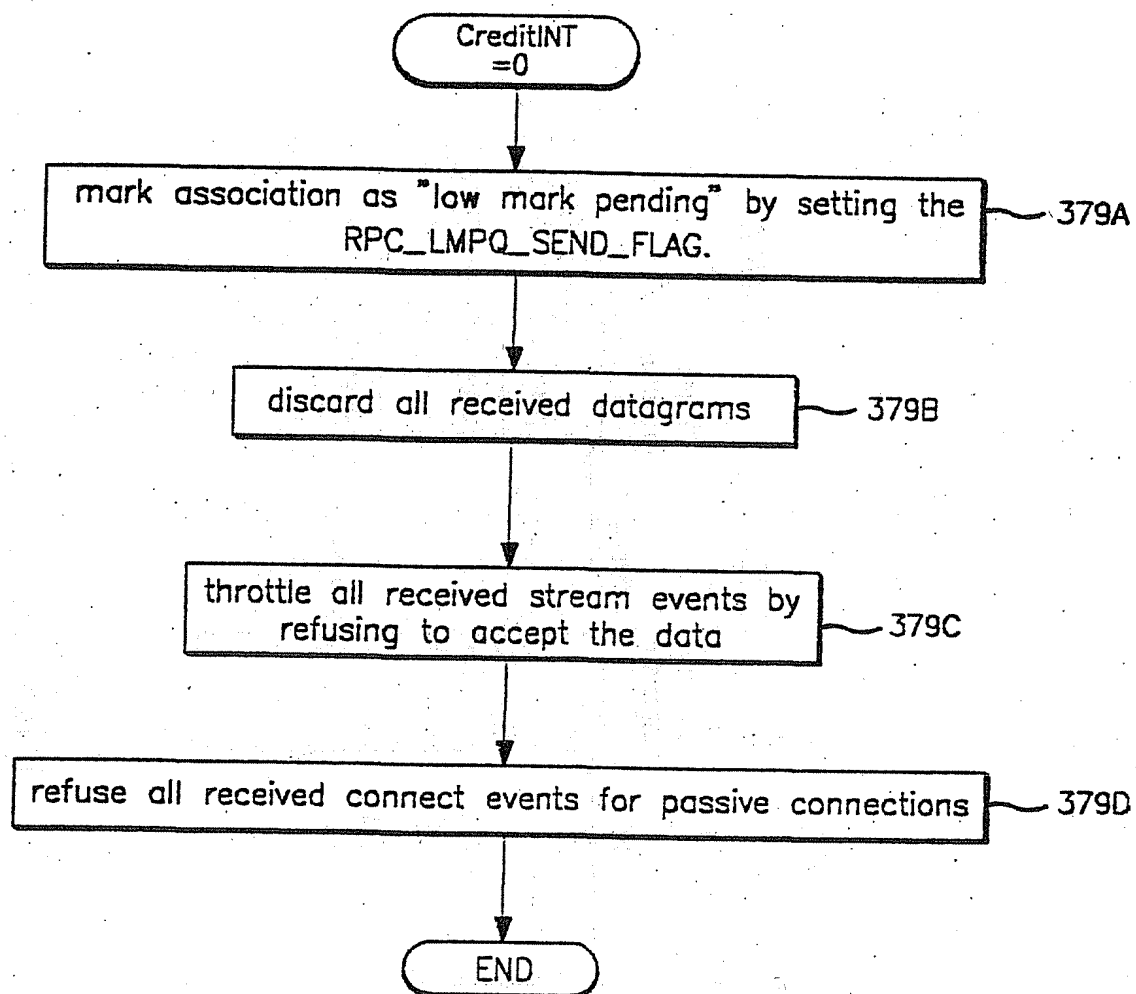 CreditINT
=0
mark association as "low mark pending" by setting the
RPC_LMPQ_SEND_FLAG.
379A
discard all received datagrams
379B
throttle all received stream events by
refusing to accept the data
379C
refuse all received connect events for passive connections
379D
END